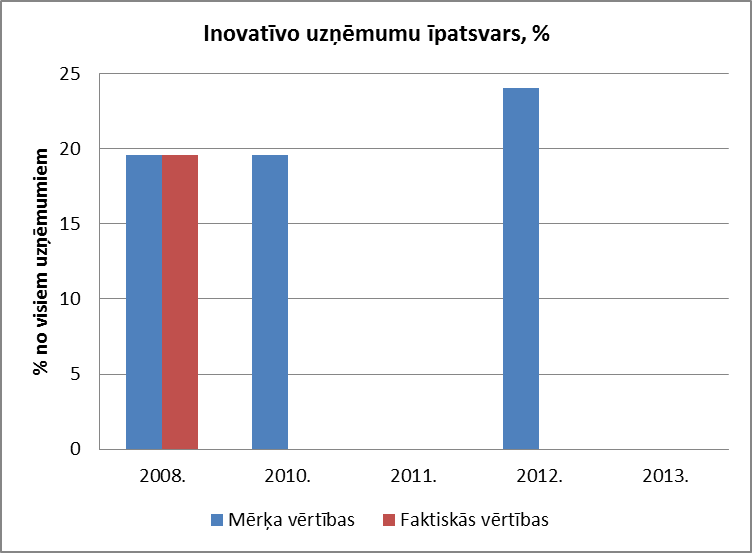 Inovatīvo uzņēmumu īpatsvars, %
% no visiem uzņēmumiem
25
20
15
10
5
0
2008. 2010. 2011. 2012. 2013.
Mērķa vērtības Faktiskās vērtības